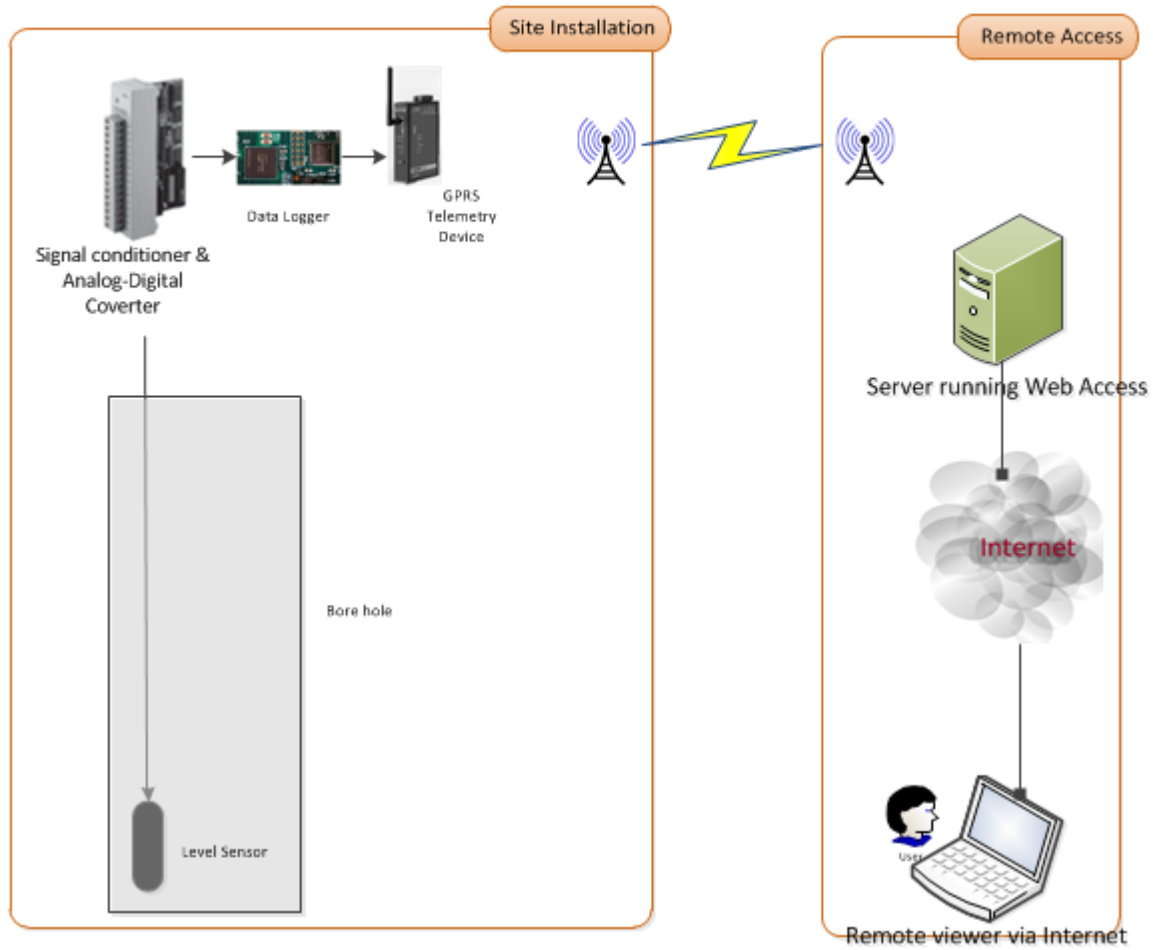 Site Installation
Remote Access
GPRS
Telemetry
Device
Data Logger
Signal conditioner &
Analog-Digital
Coverter
Server running Web Access
Internet
Bore hole
Level Sensor
User
Remote viewer via Internet